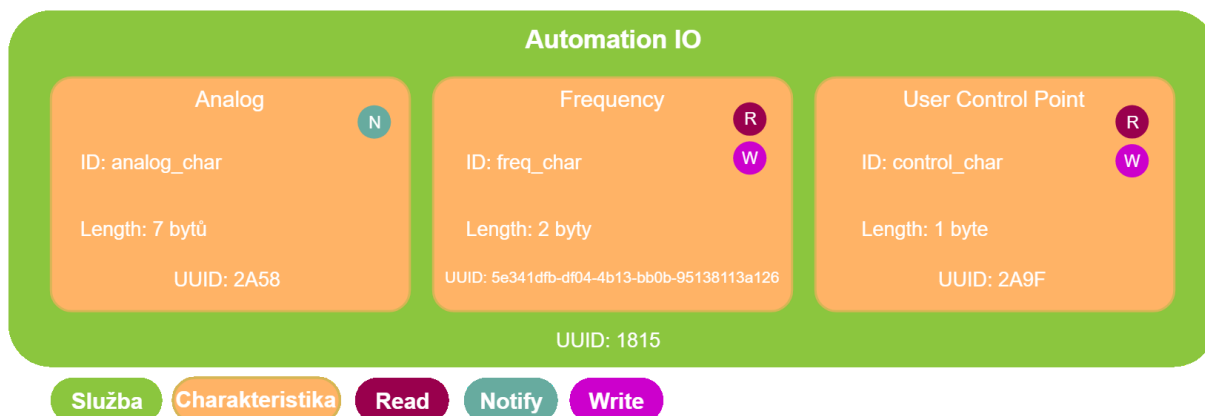 Automation IO
Analog
N
ID: analog_char
Length: 7 bytů
UUID: 2A58
Frequency
R
W
ID: freq_char
Length: 2 byty
UUID: 5e341dfb-df04-4b13-bb0b-95138113a126
User Control Point
R
W
ID: control_char
Length: 1 byte
UUID: 2A9F
UUID: 1815
Služba Charakteristika Read Notify Write